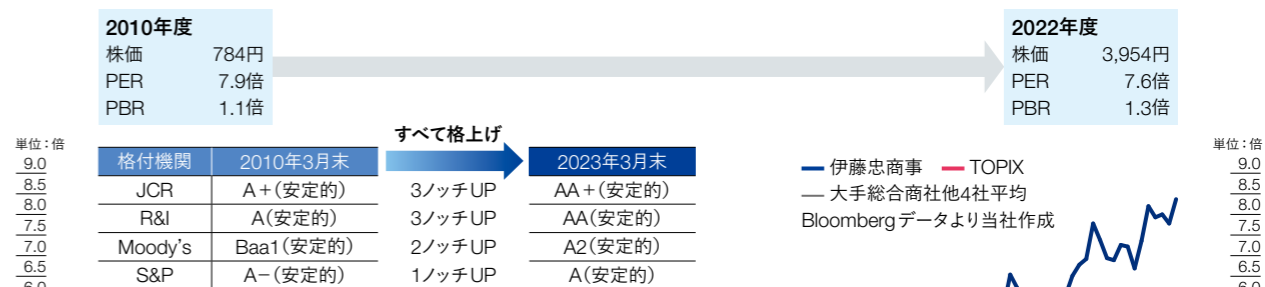 2010年度
株価 784円
PER 7.9倍
PBR 1.1倍
2022年度
株価 3,954円
PER 7.6倍
PBR 1.3倍
すべて格上げ
格付機関 2010年3月末 2023年3月末
JCR A+(安定的) 3ノッチUP AA+(安定的)
R&I A(安定的) 3ノッチUP AA(安定的)
Moody's Baa1(安定的) 2ノッチUP A2(安定的)
S&P A-(安定的) 1ノッチUP A(安定的)
単位:倍
9.0
8.5
8.0
7.5
7.0
6.5
6.0
伊藤忠商事 TOPIX
大手総合商社他4社平均
Bloombergデータより当社作成
単位:倍
9.0
8.5
8.0
7.5
7.0
6.5
6.0